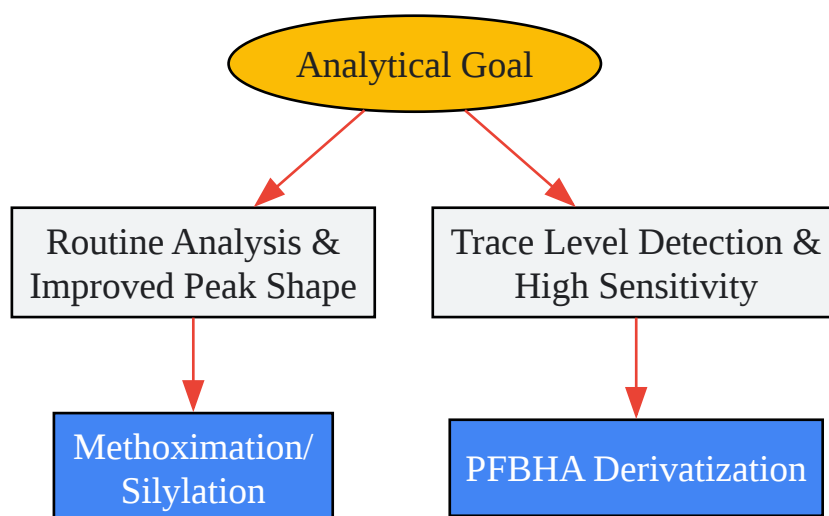 Analytical Goal
Routine Analysis &
Improved Peak Shape
Trace Level Detection &
High Sensitivity
Methoximation/
Silylation
PFBHA Derivatization